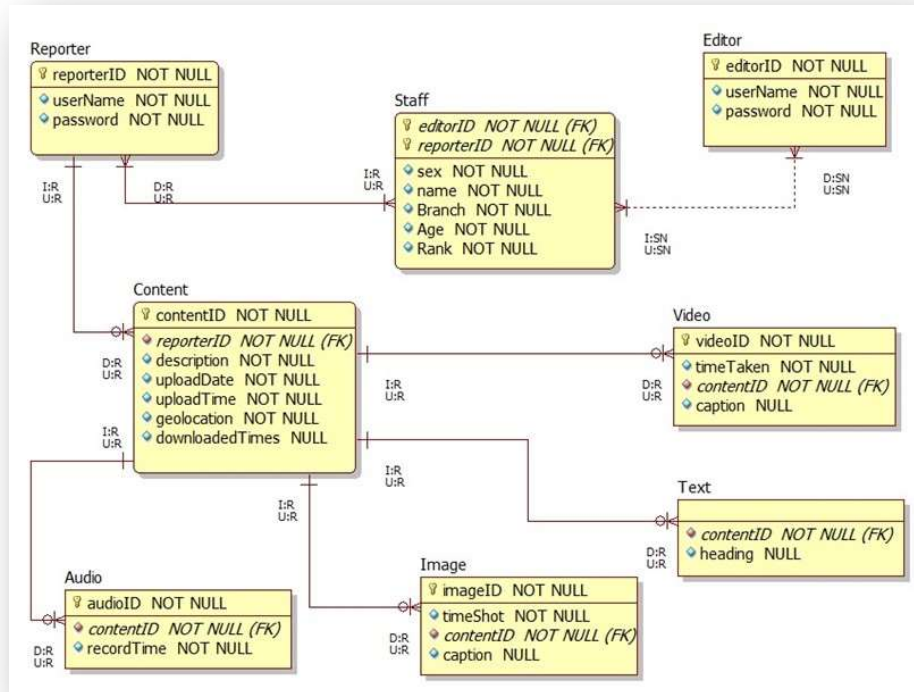 Reporter
reporterID NOT NULL
userName NOT NULL
password NOT NULL
I:R
U:R
D:R
U:R
I:R
U:R
Staff
editorID NOT NULL (FK)
reporterID NOT NULL (FK)
sex NOT NULL
name NOT NULL
Branch NOT NULL
Age NOT NULL
Rank NOT NULL
Editor
editorID NOT NULL
userName NOT NULL
password NOT NULL
D:SN
U:SN
I:SN
U:SN
Content
contentID NOT NULL
reporterID NOT NULL (FK)
description NOT NULL
uploadDate NOT NULL
uploadTime NOT NULL
geolocation NOT NULL
downloadedTimes NULL
D:R
U:R
I:R
U:R
I:R
U:R
I:R
U:R
I:R
U:R
Video
videoID NOT NULL
timeTaken NOT NULL
contentID NOT NULL (FK)
caption NULL
D:R
U:R
Text
contentID NOT NULL (FK)
heading NULL
D:R
U:R
Audio
audioID NOT NULL
contentID NOT NULL (FK)
recordTime NOT NULL
D:R
U:R
Image
imageID NOT NULL
timeShot NOT NULL
contentID NOT NULL (FK)
caption NULL
D:R
U:R